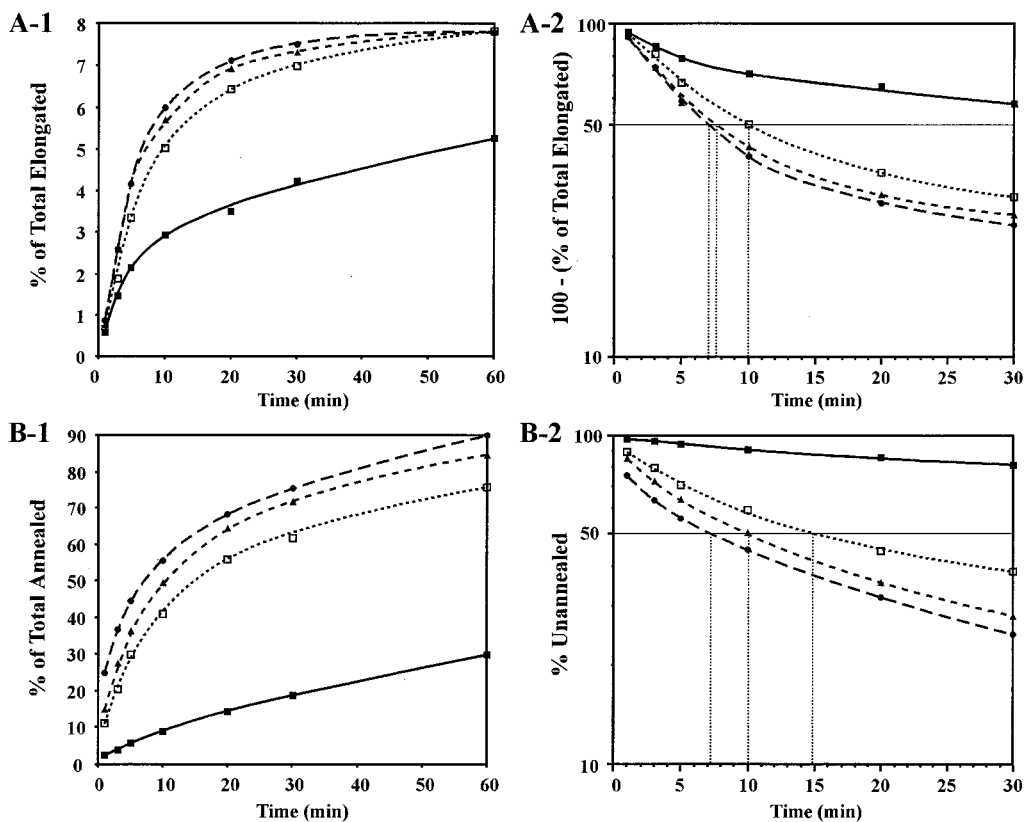 A-1
8
7
6
5
4
3
2
1
0
% of Total Elongated
0 10 20 30 40 50 60
Time (min)
A-2
100
50
10
100 - (% of Total Elongated)
0 5 10 15 20 25 30
Time (min)
B-1
90
80
70
60
50
40
30
20
10
0
% of Total Annealed
0 10 20 30 40 50 60
Time (min)
B-2
100
50
10
% Unannealed
0 5 10 15 20 25 30
Time (min)